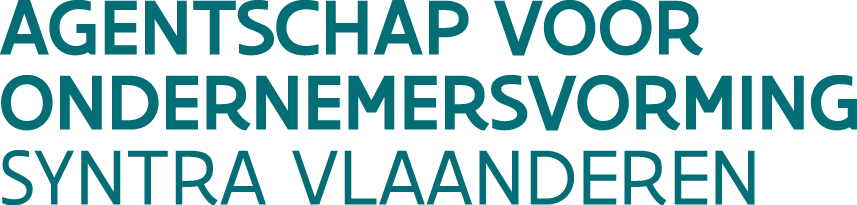 AGENTSCHAP VOOR
ONDERNEMERSVORMING
SYNTRA VLAANDEREN